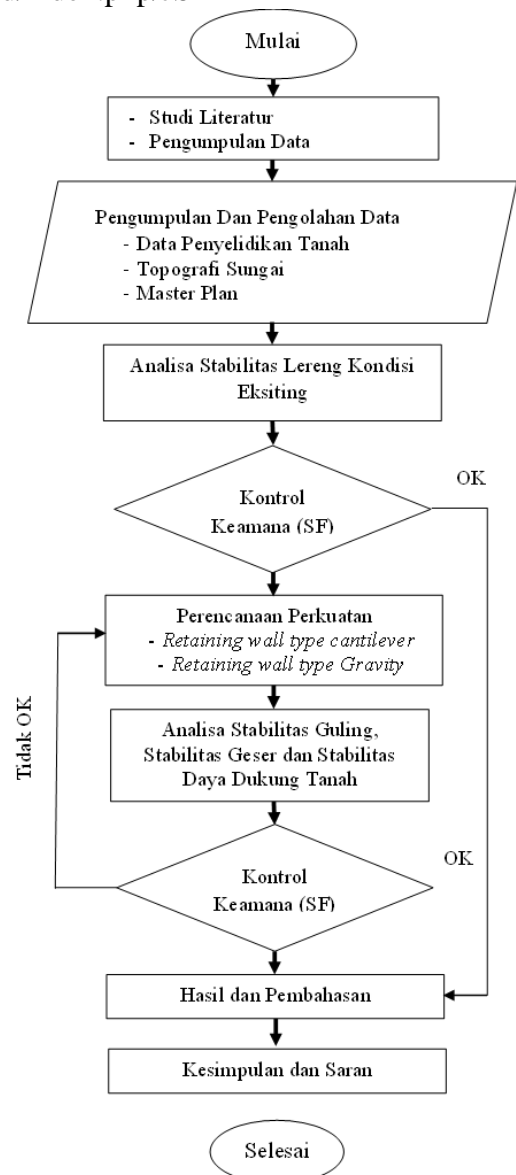 Mulai
- Studi Literatur
- Pengumpulan Data
Pengumpulan Dan Pengolahan Data
- Data Penyelidikan Tanah
- Topografi Sungai
- Master Plan
Analisa Stabilitas Lereng Kondisi
Eksiting
OK
Kontrol
Keamana (SF)
Perencanaan Perkuatan
- Retaining wall type cantilever
- Retaining wall type Gravity
Tidak OK
Analisa Stabilitas Guling,
Stabilitas Geser dan Stabilitas
Daya Dukung Tanah
OK
Kontrol
Keamana (SF)
Hasil dan Pembahasan
Kesimpulan dan Saran
Selesai